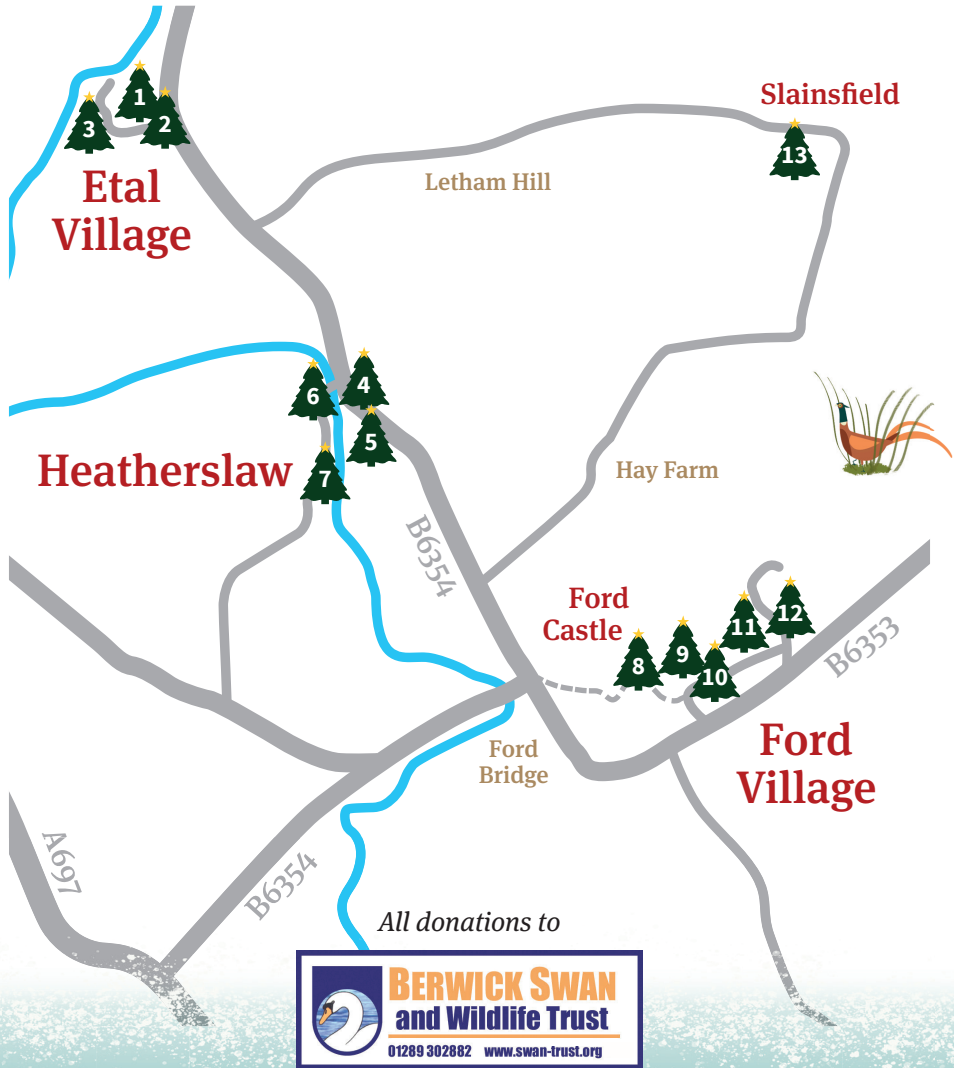 1
2
3
Etal
Village
Slainsfield
13
Letham Hill
6
4
5
7
Heatherslaw
B6354
Hay Farm
Ford
Castle
8
9
10
11
12
B6353
Ford
Village
Ford
Bridge
A697
B6354
All donations to
BERWICK SWAN
and Wildlife Trust
01289 302882 www.swan-trust.org